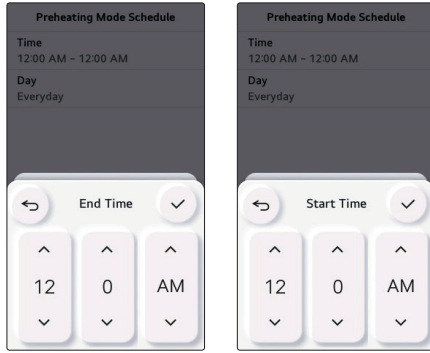 Preheating Mode Schedule
Time
12:00 AM – 12:00 AM
Day
Everyday
End Time
12 0 AM
Preheating Mode Schedule
Time
12:00 AM – 12:00 AM
Day
Everyday
Start Time
12 0 AM